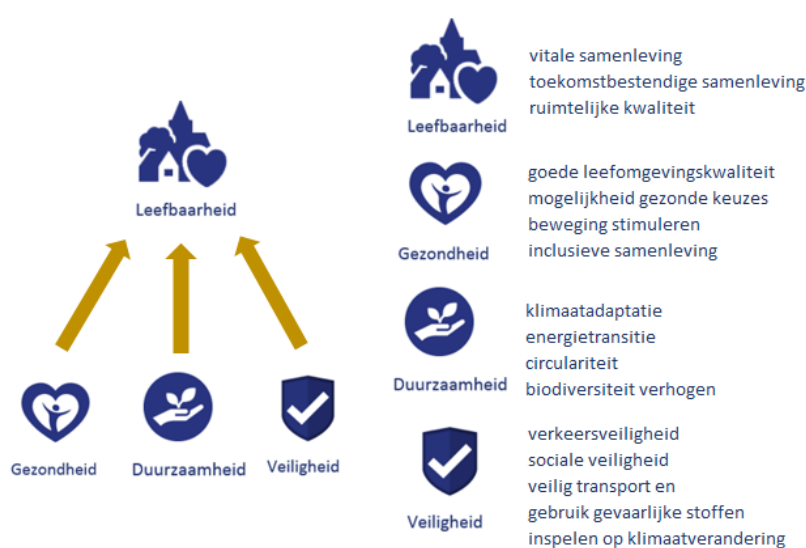 Leefbaarheid
Gezondheid
Duurzaamheid
Veiligheid
Leefbaarheid
vitale samenleving
toekomstbestendige samenleving
ruimtelijke kwaliteit
Gezondheid
goede leefomgevingskwaliteit
mogelijkheid gezonde keuzes
beweging stimuleren
inclusieve samenleving
Duurzaamheid
klimaatadaptatie
energietransitie
circulariteit
biodiversiteit verhogen
Veiligheid
verkeersveiligheid
sociale veiligheid
veilig transport en
gebruik gevaarlijke stoffen
inspelen op klimaatverandering